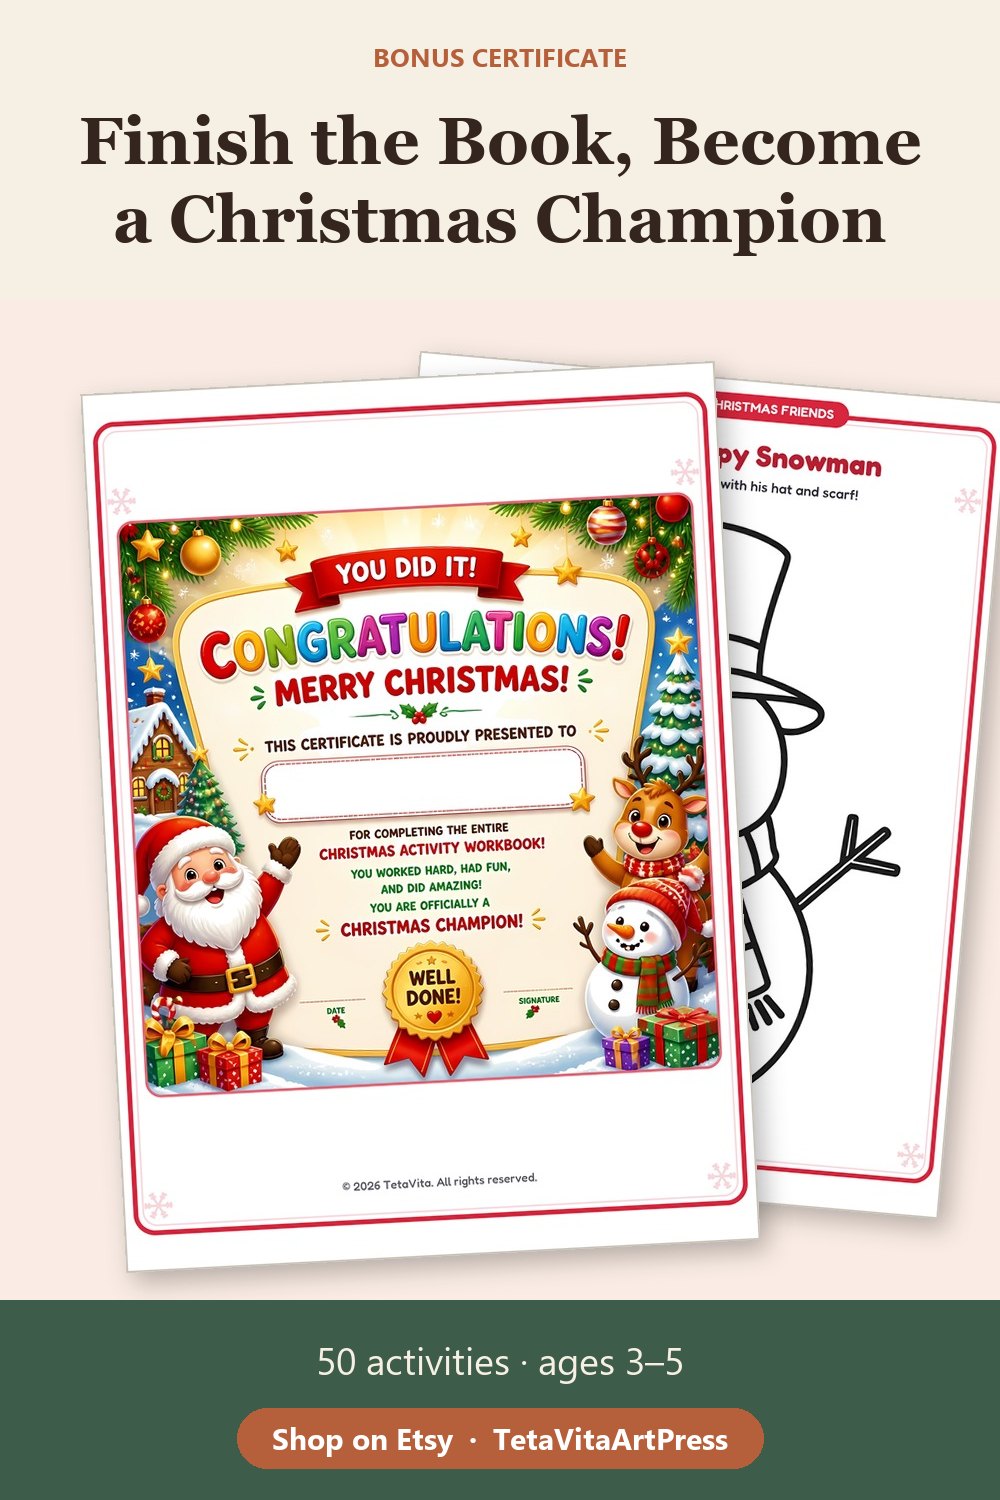 BONUS CERTIFICATE
Finish the Book, Become
a Christmas Champion
YOU DID IT!
CONGRATULATIONS!
MERRY CHRISTMAS!
THIS CERTIFICATE IS PROUDLY PRESENTED TO
FOR COMPLETING THE ENTIRE
CHRISTMAS ACTIVITY WORKBOOK!
YOU WORKED HARD, HAD FUN,
AND DID AMAZING!
YOU ARE OFFICIALLY A
CHRISTMAS CHAMPION!
WELL
DONE!
DATE
SIGNATURE
© 2026 TetaVita. All rights reserved.
FRIENDS
Snowman
with his hat and scarf!
50 activities · ages 3–5
Shop on Etsy · TetaVitaArtPress